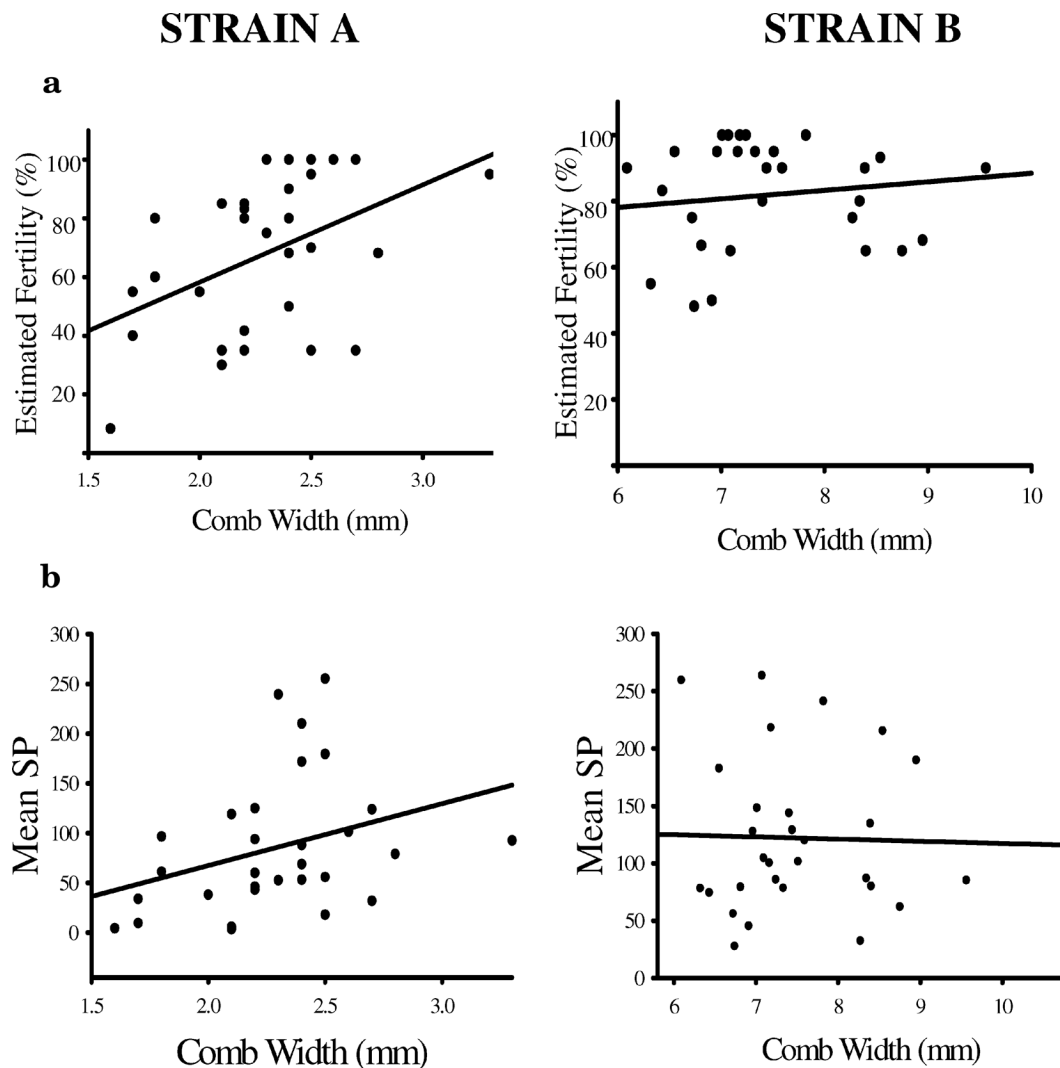 STRAIN A
STRAIN B
a
Estimated Fertility (%)
100
80
60
40
20
1.5 2.0 2.5 3.0
Comb Width (mm)
Estimated Fertility (%)
100
80
60
40
20
6 7 8 9 10
Comb Width (mm)
b
Mean SP
300
250
200
150
100
50
0
1.5 2.0 2.5 3.0
Comb Width (mm)
Mean SP
300
250
200
150
100
50
0
6 7 8 9 10
Comb Width (mm)